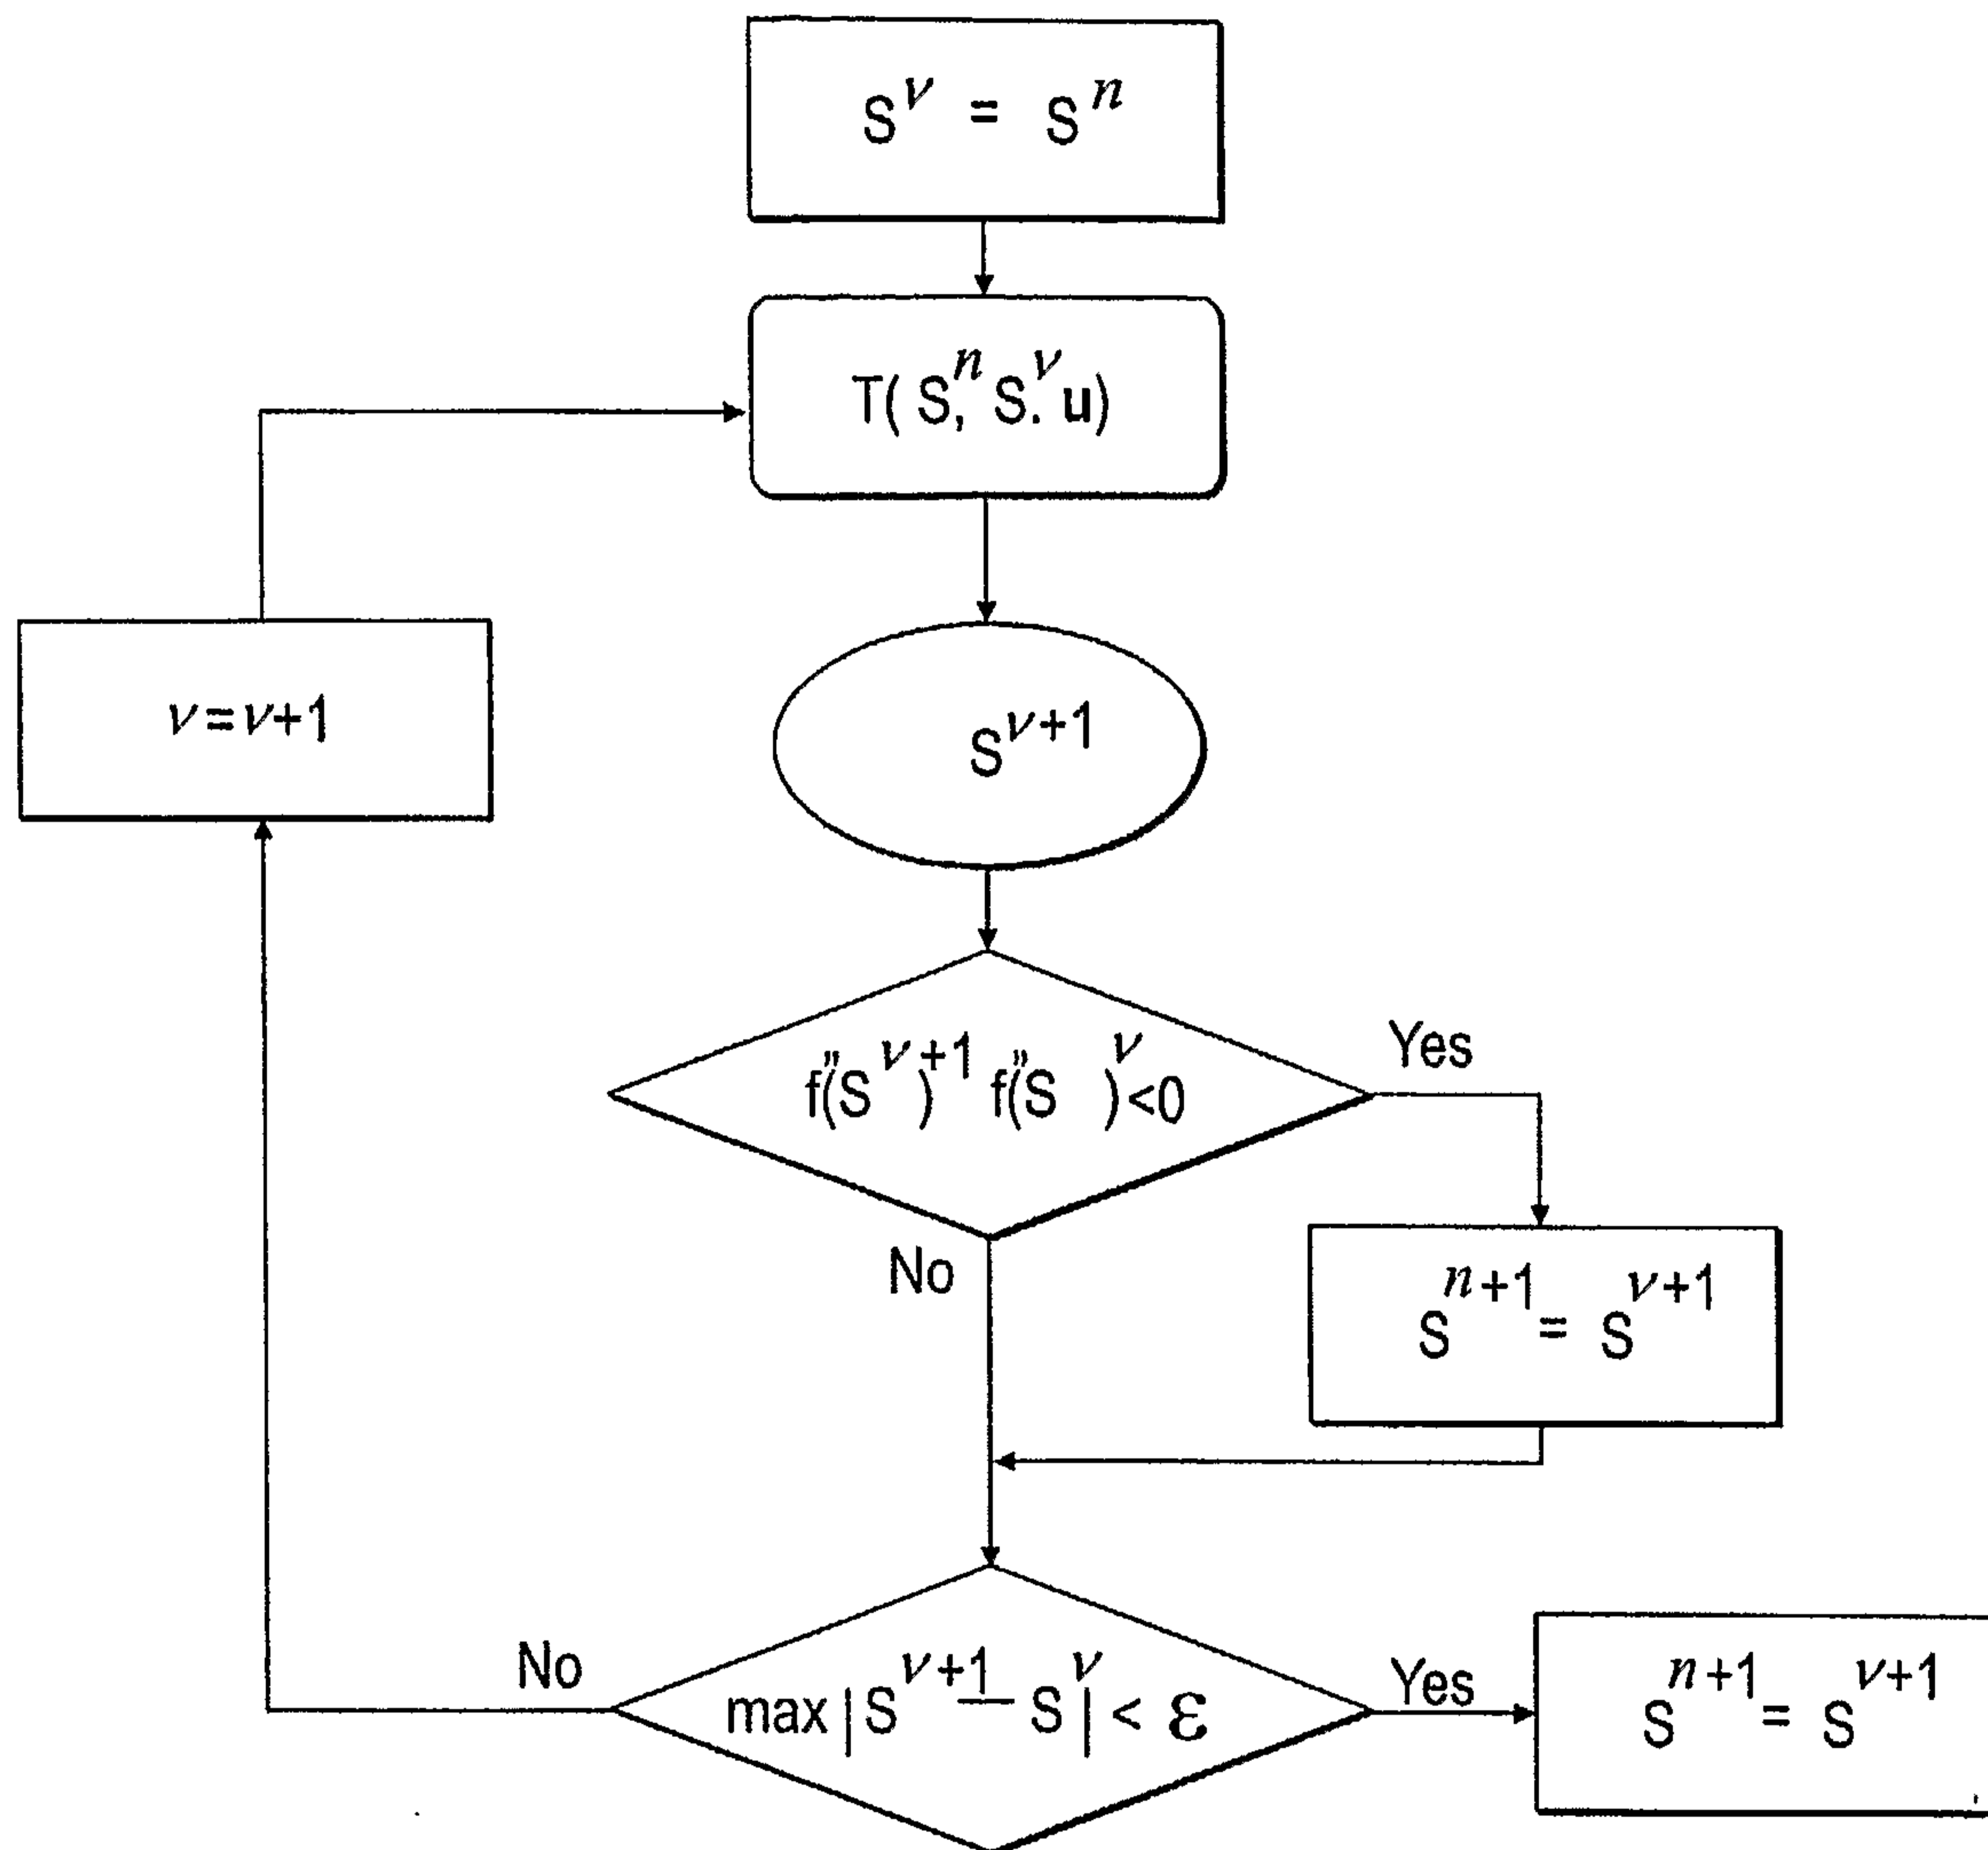 S^ν = S^n
T( S,^n S.^ν u)
ν=ν+1
S^ν+1
f"(S^ν+1) f"(S^ν)<0
Yes
No
S^n+1 = S^ν+1
No
max |S^ν+1 − S^ν| < ε
Yes
S^n+1 = S^ν+1